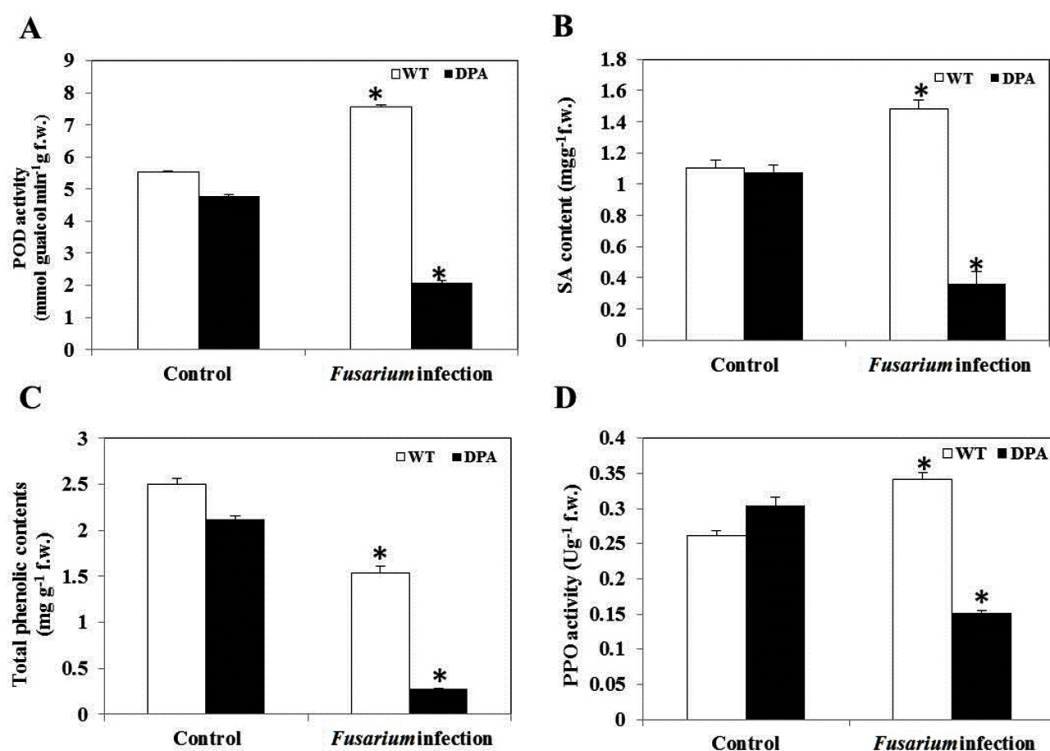 A
POD activity
(mmol guaicol min⁻¹g f.w.)
9
8
7
6
5
4
3
2
1
0
WT DPA
*
*
Control Fusarium infection
B
SA content (mgg⁻¹f.w.)
1.8
1.6
1.4
1.2
1
0.8
0.6
0.4
0.2
0
WT DPA
*
*
Control Fusarium infection
C
Total phenolic contents
(mg g⁻¹ f.w.)
3
2.5
2
1.5
1
0.5
0
WT DPA
*
*
Control Fusarium infection
D
PPO activity (Ug⁻¹ f.w.)
0.4
0.35
0.3
0.25
0.2
0.15
0.1
0.05
0
WT DPA
*
*
Control Fusarium infection